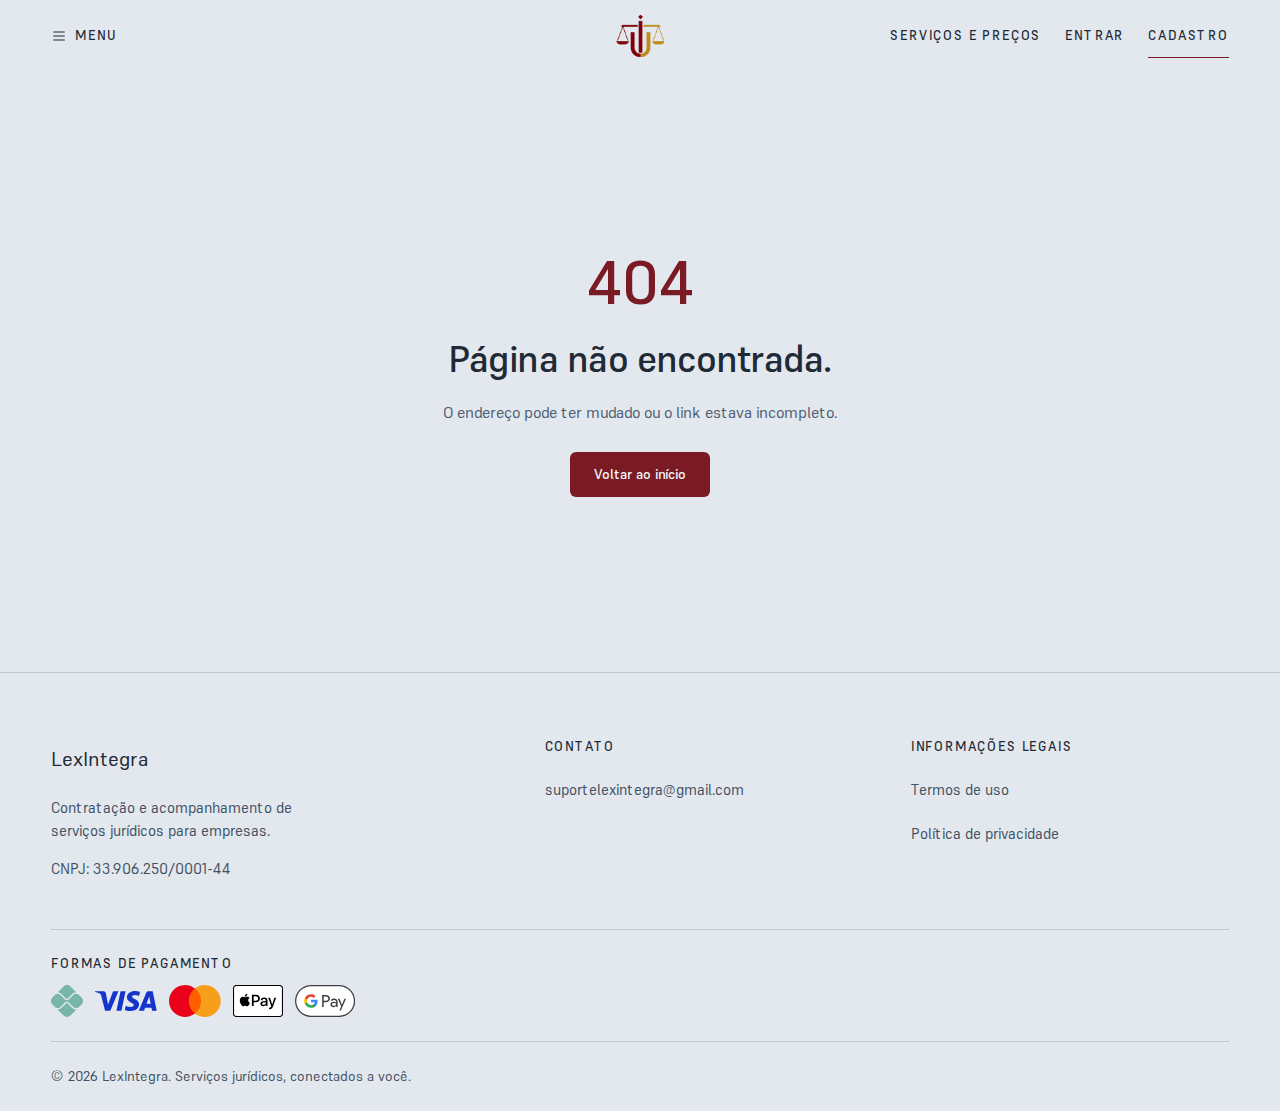 MENU
SERVIÇOS E PREÇOS
ENTRAR
CADASTRO
404
Página não encontrada.
O endereço pode ter mudado ou o link estava incompleto.
Voltar ao início
LexIntegra
Contratação e acompanhamento de
serviços jurídicos para empresas.
CNPJ: 33.906.250/0001-44
CONTATO
suportelexintegra@gmail.com
INFORMAÇÕES LEGAIS
Termos de uso
Política de privacidade
FORMAS DE PAGAMENTO
VISA
Pay
G Pay
© 2026 LexIntegra. Serviços jurídicos, conectados a você.